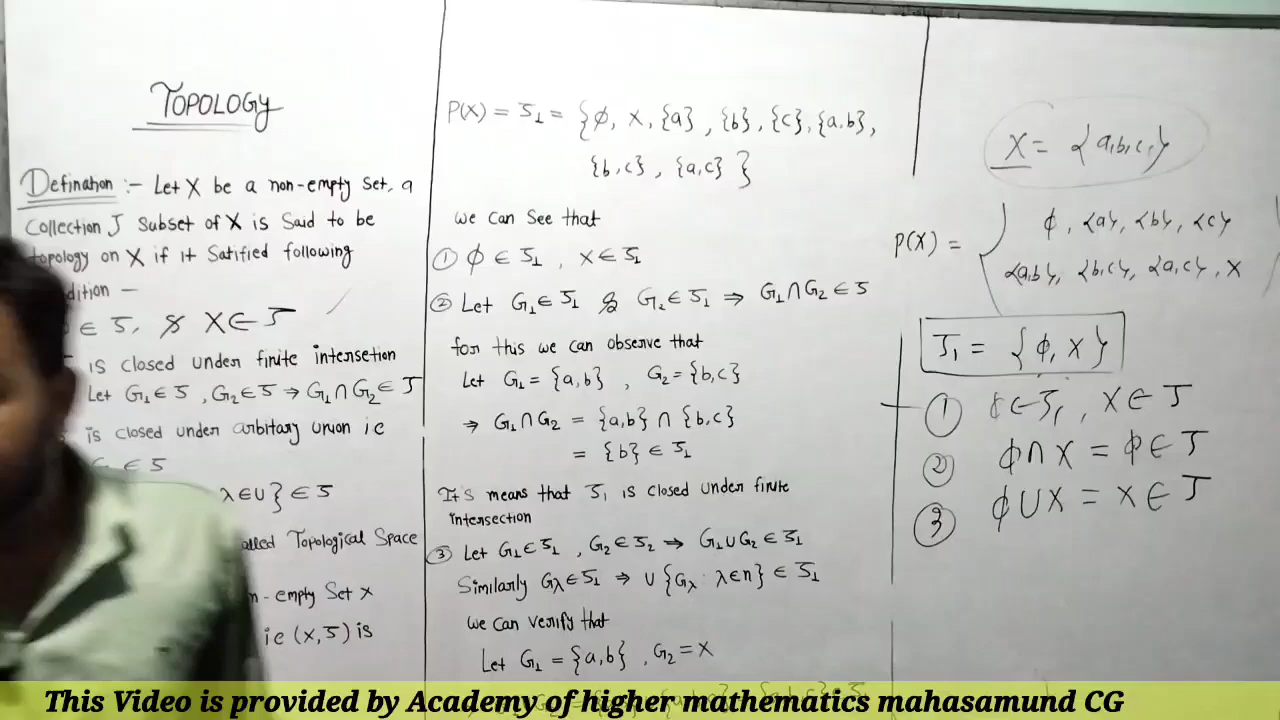 TOPOLOGY
Defination :- Let X be a non-empty set, a
Collection J Subset of X is Said to be
topology on X if it Satified following
dition —
∈ J, & X ∈ J
is closed under finite intersetion
Let G₁∈J , G₂∈J → G₁∩G₂∈ J
is closed under arbitary union ie
G ∈ J
λ∈U} ∈ J
alled Topological Space
n-empty Set X
ie (X,J) is
P(X) = J₁ = {ϕ, X, {a} , {b}, {c}, {a,b},
{b,c} , {a,c} }
we can See that
① ϕ ∈ J₁ , X ∈ J₁
② Let G₁∈J₁ & G₂∈J₁ ⇒ G₁∩G₂∈J
for this we can observe that
Let G₁ = {a,b} , G₂={b,c}
⇒ G₁∩G₂ = {a,b} ∩ {b,c}
= {b} ∈ J₁
It's means that J₁ is closed under finite
intersection
③ Let G₁∈J₁ , G₂∈J₂ ⇒ G₁∪G₂ ∈J₁
Similarly Gλ∈J₁ ⇒ ∪{Gλ : λ∈n} ∈ J₁
we can verify that
Let G₁ = {a,b} , G₂ = X
X = {a,b,c,}
P(X) = { ϕ, {a}, {b}, {c},
{a,b}, {b,c}, {a,c}, X
J₁ = {ϕ, X}
① ϕ∈J₁, X ∈ J
② ϕ∩X = ϕ∈J
③ ϕ∪X = X∈J
This Video is provided by Academy of higher mathematics mahasamund CG